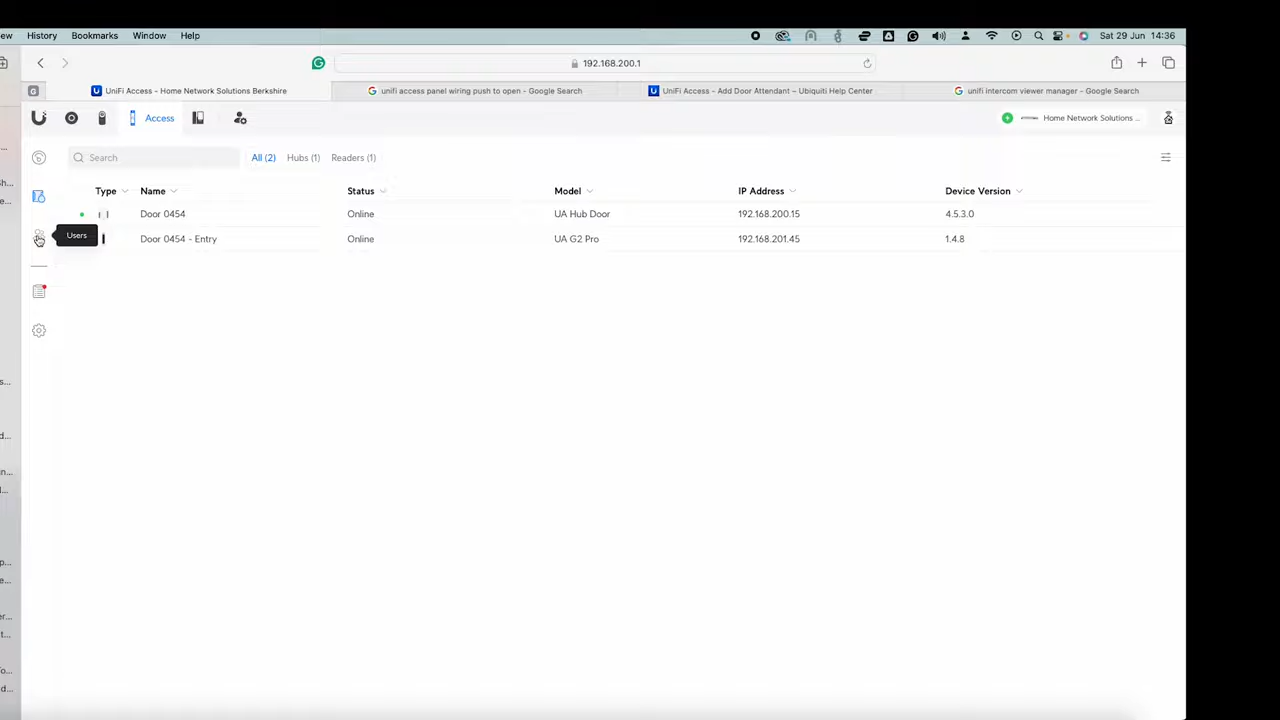 ew History Bookmarks Window Help Sat 29 Jun 14:36
192.168.200.1
G U UniFi Access - Home Network Solutions Berkshire G unifi access panel wiring push to open - Google Search U UniFi Access - Add Door Attendant – Ubiquiti Help Center G unifi intercom viewer manager - Google Search
Access Home Network Solutions ...
Search All (2) Hubs (1) Readers (1)
Type Name Status Model IP Address Device Version
Door 0454 Online UA Hub Door 192.168.200.15 4.5.3.0
Users Door 0454 - Entry Online UA G2 Pro 192.168.201.45 1.4.8